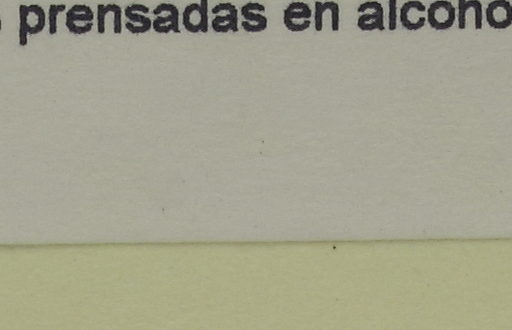 prensadas en alcoho